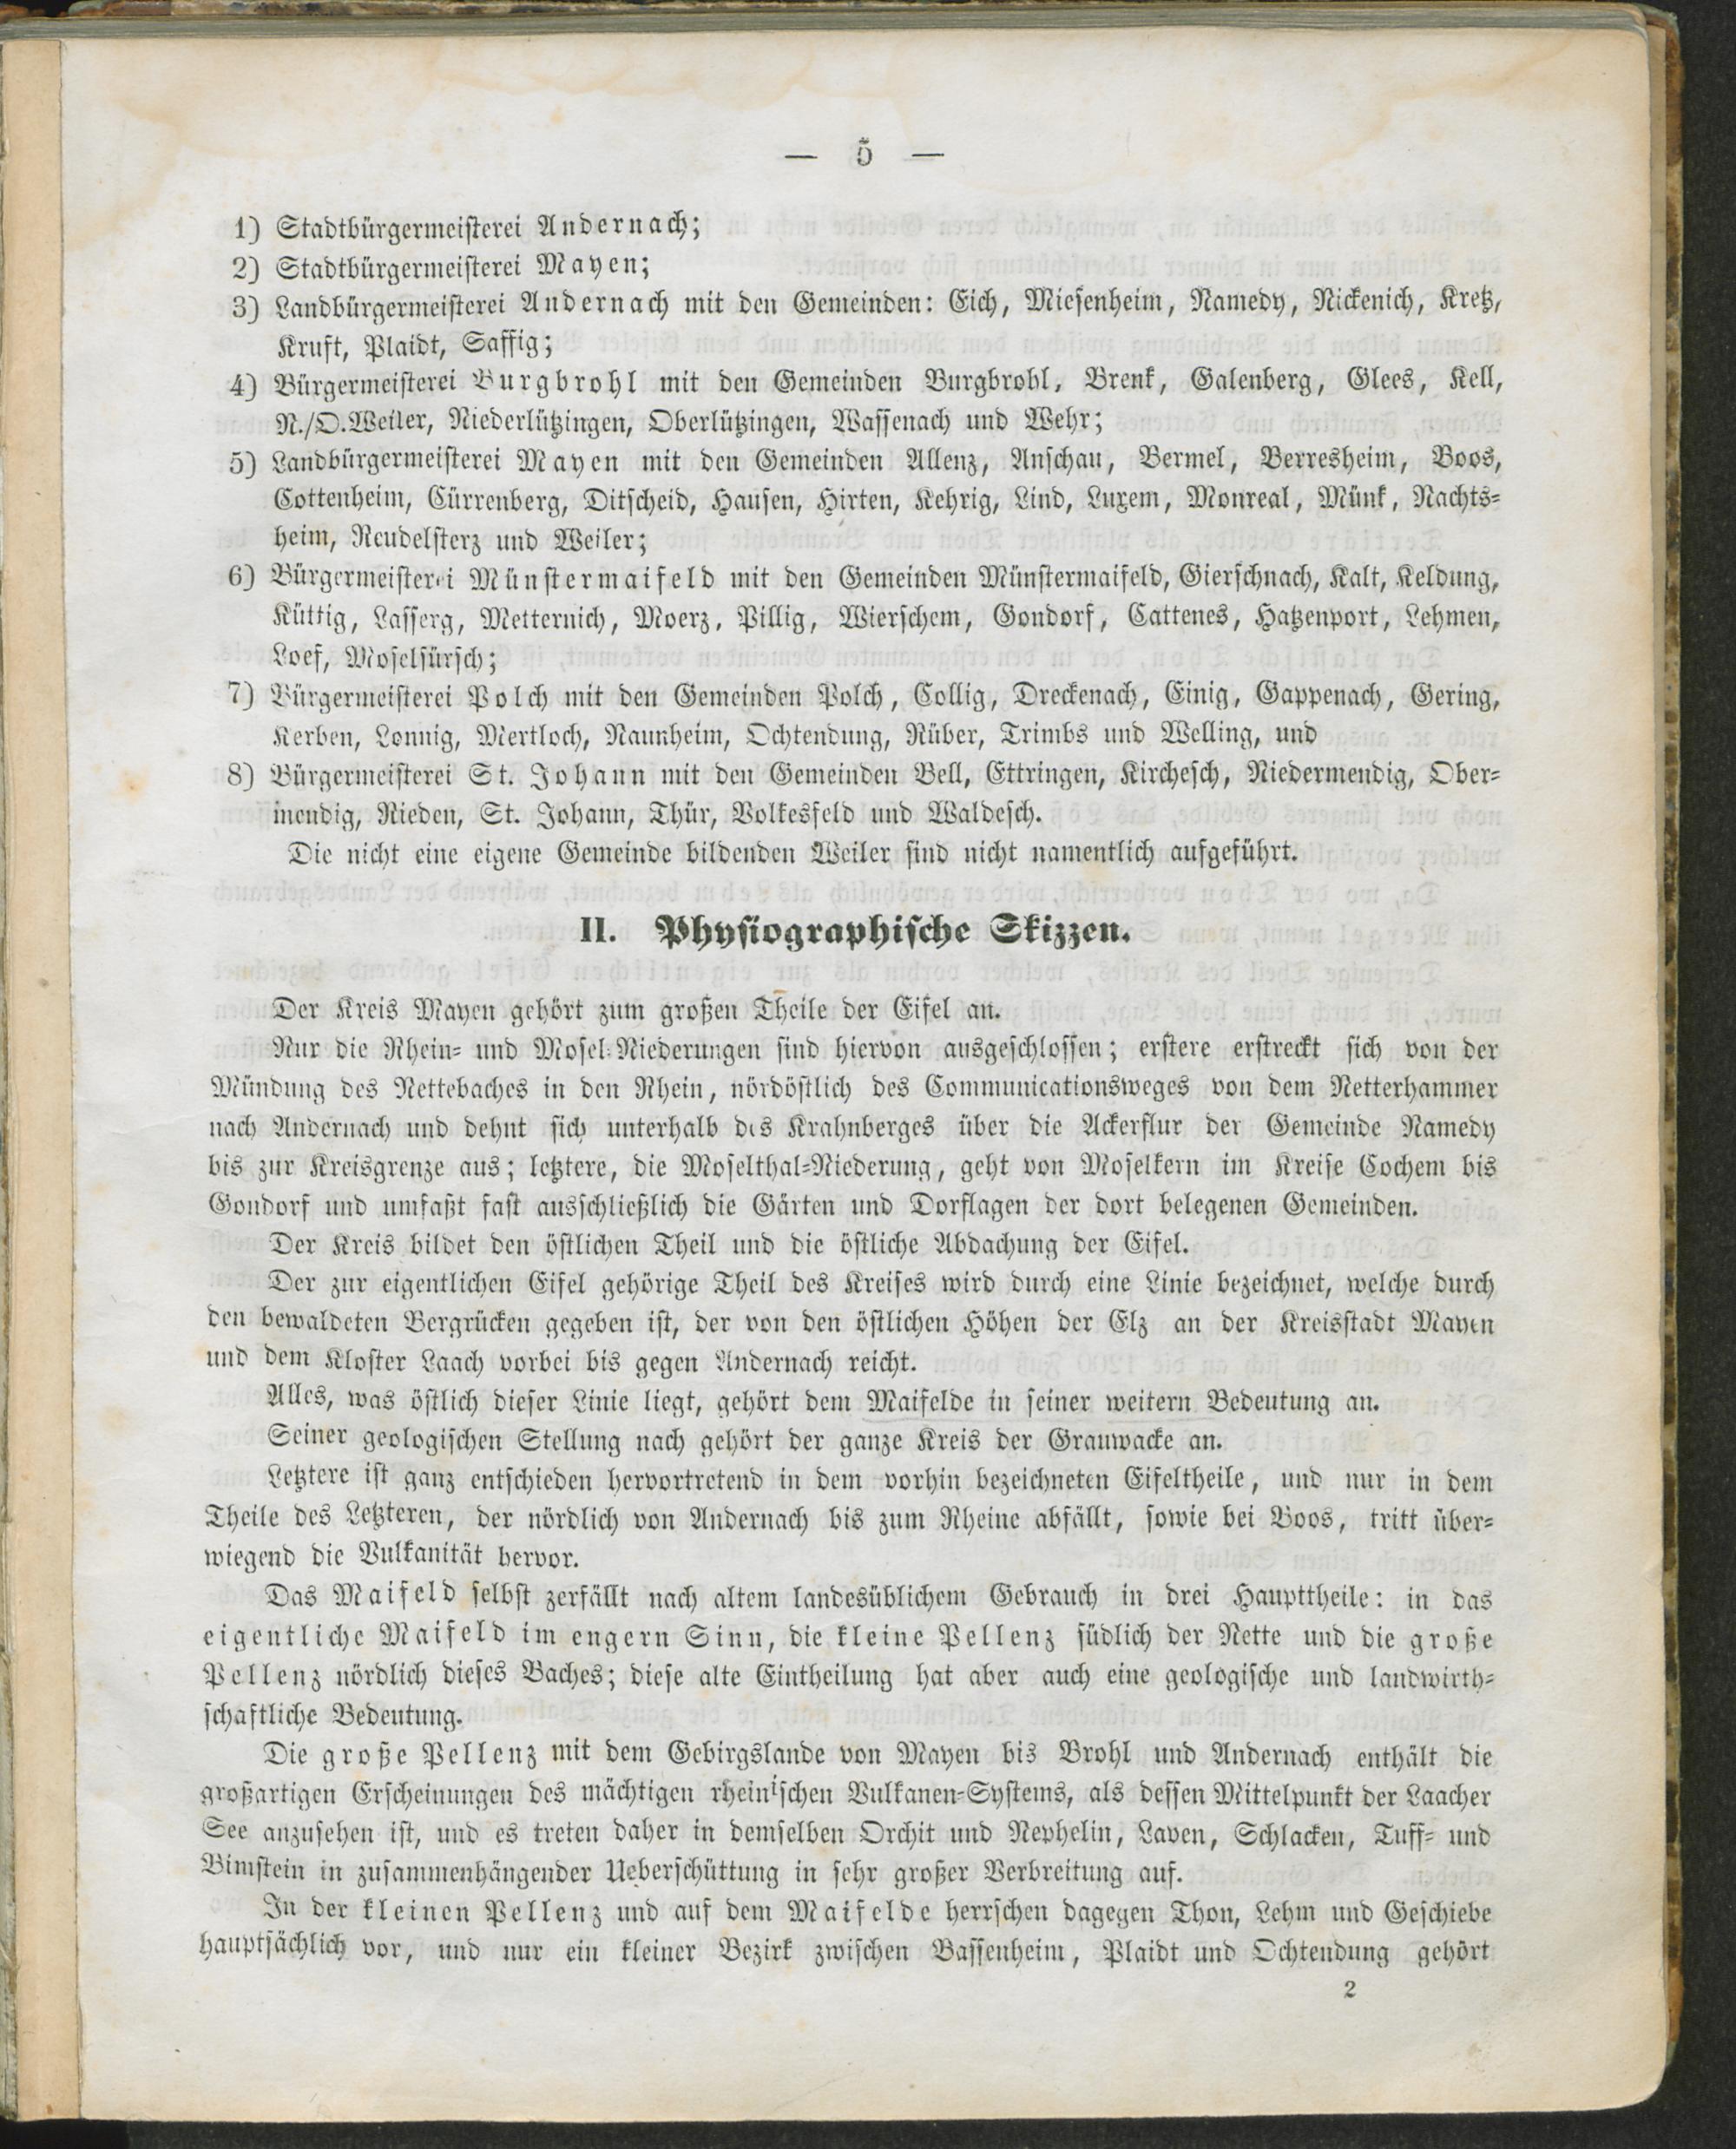 — 5 —
1) Stadtbürgermeisterei Andernach;
2) Stadtbürgermeisterei Mayen;
3) Landbürgermeisterei Andernach mit den Gemeinden: Eich, Miesenheim, Namedy, Nickenich, Kretz,
Kruft, Plaidt, Saffig;
4) Bürgermeisterei Burgbrohl mit den Gemeinden Burgbrohl, Brenk, Galenberg, Glees, Kell,
N./O.Weiler, Niederlützingen, Oberlützingen, Wassenach und Wehr;
5) Landbürgermeisterei Mayen mit den Gemeinden Allenz, Anschau, Bermel, Berresheim, Boos,
Cottenheim, Cürrenberg, Ditscheid, Hausen, Hirten, Kehrig, Lind, Luxem, Monreal, Münk, Nachts-
heim, Reudelsterz und Weiler;
6) Bürgermeisterei Münstermaifeld mit den Gemeinden Münstermaifeld, Gierschnach, Kalt, Keldung,
Küttig, Lasserg, Metternich, Moerz, Pillig, Wierschem, Gondorf, Cattenes, Hatzenport, Lehmen,
Loef, Moselsürsch;
7) Bürgermeisterei Polch mit den Gemeinden Polch, Collig, Dreckenach, Einig, Gappenach, Gering,
Kerben, Lonnig, Mertloch, Naunheim, Ochtendung, Rüber, Trimbs und Welling, und
8) Bürgermeisterei St. Johann mit den Gemeinden Bell, Ettringen, Kirchesch, Niedermendig, Ober-
mendig, Rieden, St. Johann, Thür, Volkesfeld und Waldesch.
Die nicht eine eigene Gemeinde bildenden Weiler sind nicht namentlich aufgeführt.
II. Physiographische Skizzen.
Der Kreis Mayen gehört zum großen Theile der Eifel an.
Nur die Rhein- und Mosel-Niederungen sind hiervon ausgeschlossen; erstere erstreckt sich von der
Mündung des Nettebaches in den Rhein, nördöstlich des Communicationsweges von dem Netterhammer
nach Andernach und dehnt sich unterhalb des Krahnberges über die Ackerflur der Gemeinde Namedy
bis zur Kreisgrenze aus; letztere, die Moselthal-Niederung, geht von Moselkern im Kreise Cochem bis
Gondorf und umfaßt fast ausschließlich die Gärten und Dorflagen der dort belegenen Gemeinden.
Der Kreis bildet den östlichen Theil und die östliche Abdachung der Eifel.
Der zur eigentlichen Eifel gehörige Theil des Kreises wird durch eine Linie bezeichnet, welche durch
den bewaldeten Bergrücken gegeben ist, der von den östlichen Höhen der Elz an der Kreisstadt Mayen
und dem Kloster Laach vorbei bis gegen Andernach reicht.
Alles, was östlich dieser Linie liegt, gehört dem Maifelde in seiner weitern Bedeutung an.
Seiner geologischen Stellung nach gehört der ganze Kreis der Grauwacke an.
Letztere ist ganz entschieden hervortretend in dem vorhin bezeichneten Eifeltheile, und nur in dem
Theile des Letzteren, der nördlich von Andernach bis zum Rheine abfällt, sowie bei Boos, tritt über-
wiegend die Vulkanität hervor.
Das Maifeld selbst zerfällt nach altem landesüblichem Gebrauch in drei Haupttheile: in das
eigentliche Maifeld im engern Sinn, die kleine Pellenz südlich der Nette und die große
Pellenz nördlich dieses Baches; diese alte Eintheilung hat aber auch eine geologische und landwirth-
schaftliche Bedeutung.
Die große Pellenz mit dem Gebirgslande von Mayen bis Brohl und Andernach enthält die
großartigen Erscheinungen des mächtigen rheinischen Vulkanen-Systems, als dessen Mittelpunkt der Laacher
See anzusehen ist, und es treten daher in demselben Orchit und Nephelin, Laven, Schlacken, Tuff- und
Bimstein in zusammenhängender Ueberschüttung in sehr großer Verbreitung auf.
In der kleinen Pellenz und auf dem Maifelde herrschen dagegen Thon, Lehm und Geschiebe
hauptsächlich vor, und nur ein kleiner Bezirk zwischen Bassenheim, Plaidt und Ochtendung gehört
2